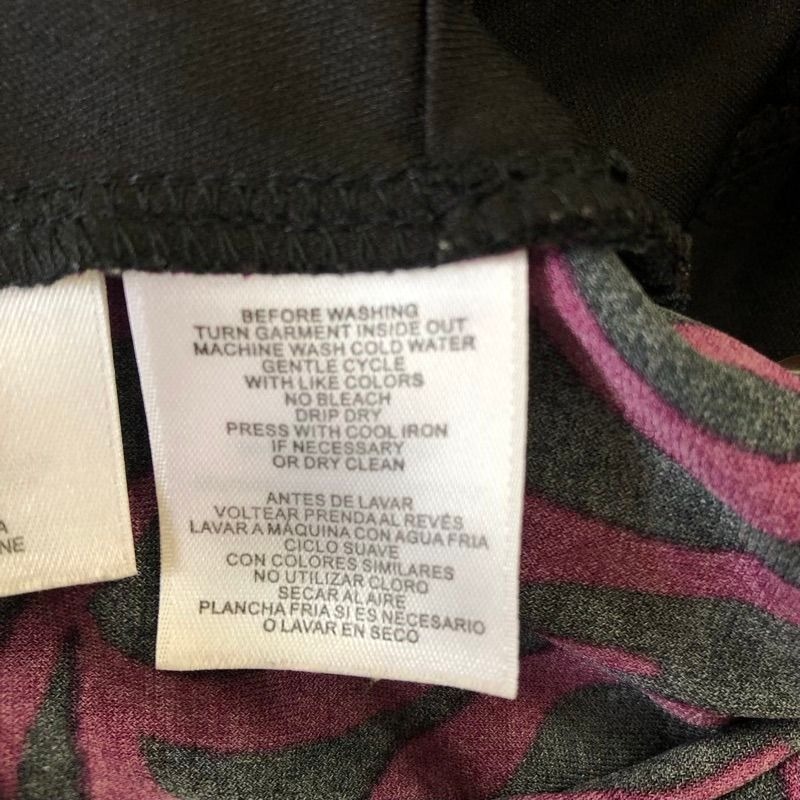 BEFORE WASHING
TURN GARMENT INSIDE OUT
MACHINE WASH COLD WATER
GENTLE CYCLE
WITH LIKE COLORS
NO BLEACH
DRIP DRY
PRESS WITH COOL IRON
IF NECESSARY
OR DRY CLEAN
ANTES DE LAVAR
VOLTEAR PRENDA AL REVÉS
LAVAR A MÁQUINA CON AGUA FRIA
CICLO SUAVE
CON COLORES SIMILARES
NO UTILIZAR CLORO
SECAR AL AIRE
PLANCHA FRIA SI ES NECESARIO
O LAVAR EN SECO
A
NE